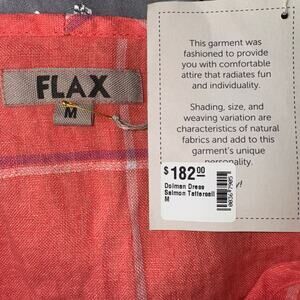 FLAX
M
This garment was
fashioned to provide
you with comfortable
attire that radiates fun
and individuality.
Shading, size, and
weaving variation are
characteristics of natural
fabrics and add to
this garment's unique
personality.
$182.00
Dolman Dress
Salmon Tattersall
M